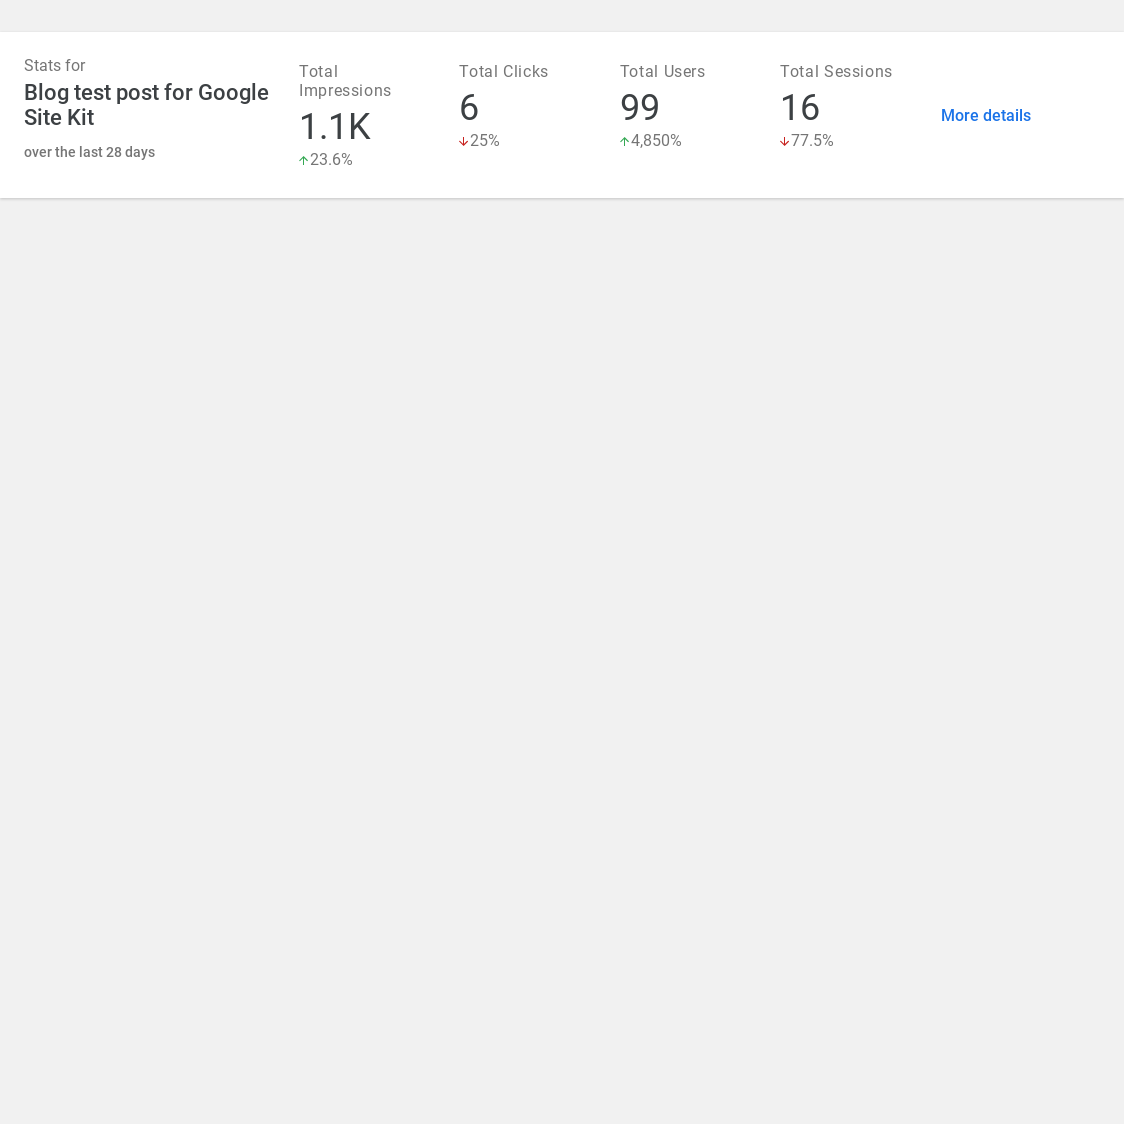 Stats for
Blog test post for Google
Site Kit
over the last 28 days
Total
Impressions
1.1K
23.6%
Total Clicks
6
25%
Total Users
99
4,850%
Total Sessions
16
77.5%
More details